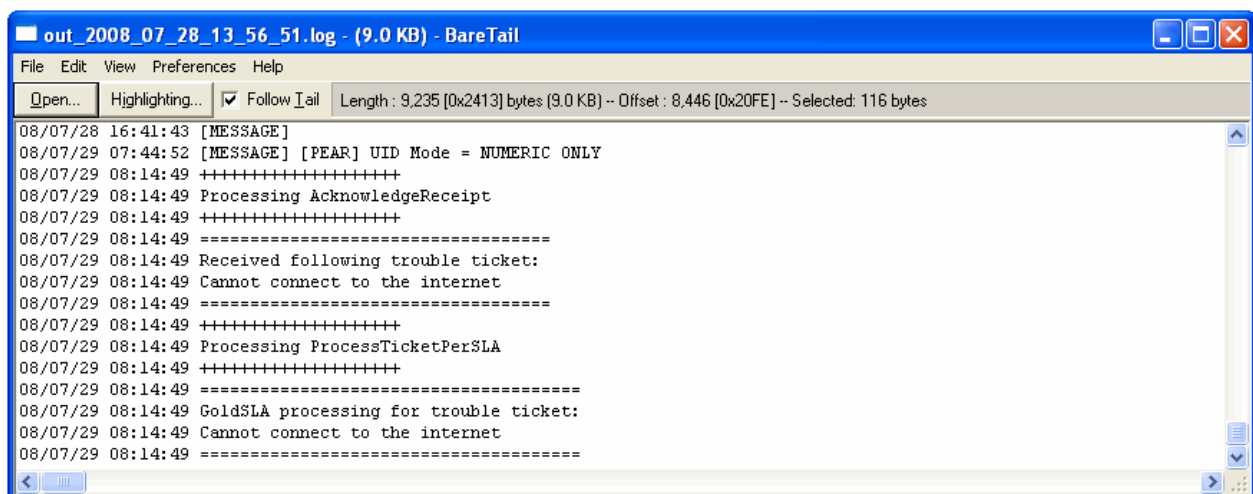 out_2008_07_28_13_56_51.log - (9.0 KB) - BareTail
File Edit View Preferences Help
Open... Highlighting... Follow Tail Length : 9,235 [0x2413] bytes (9.0 KB) -- Offset : 8,446 [0x20FE] -- Selected: 116 bytes
08/07/28 16:41:43 [MESSAGE]
08/07/29 07:44:52 [MESSAGE] [PEAR] UID Mode = NUMERIC ONLY
08/07/29 08:14:49 ++++++++++++++++++++
08/07/29 08:14:49 Processing AcknowledgeReceipt
08/07/29 08:14:49 ++++++++++++++++++++
08/07/29 08:14:49 ===================================
08/07/29 08:14:49 Received following trouble ticket:
08/07/29 08:14:49 Cannot connect to the internet
08/07/29 08:14:49 ===================================
08/07/29 08:14:49 ++++++++++++++++++++
08/07/29 08:14:49 Processing ProcessTicketPerSLA
08/07/29 08:14:49 ++++++++++++++++++++
08/07/29 08:14:49 ======================================
08/07/29 08:14:49 GoldSLA processing for trouble ticket:
08/07/29 08:14:49 Cannot connect to the internet
08/07/29 08:14:49 ======================================